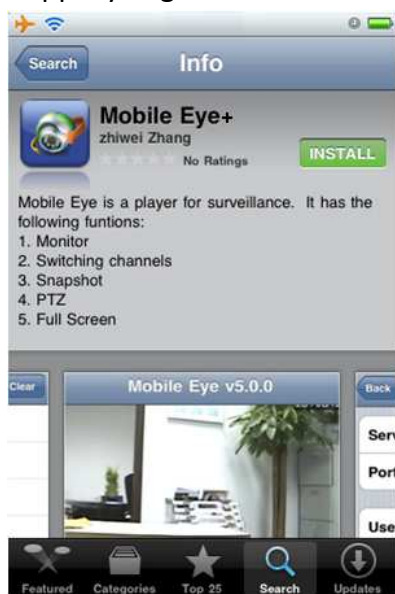 Search
Info
Mobile Eye+
zhiwei Zhang
No Ratings
INSTALL
Mobile Eye is a player for surveillance. It has the
following funtions:
1. Monitor
2. Switching channels
3. Snapshot
4. PTZ
5. Full Screen
Clear
Mobile Eye v5.0.0
Back
Serv
Port
Use
Featured
Categories
Top 25
Search
Updates